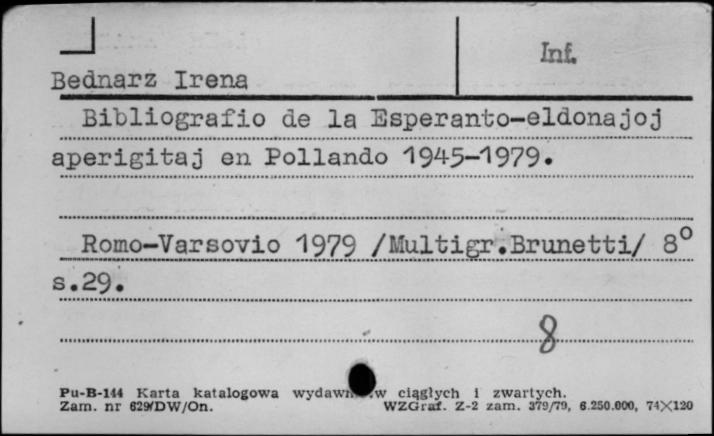 Inf.
Bednarz Irena
Bibliografio de la Esperanto-eldonajoj
aperigitaj en Pollando 1945-1979.
Romo-Varsovio 1979 /Multigr.Brunetti/ 8°
s.29.
8
Pu-B-144 Karta katalogowa ciągłych i zwartych.
Zam. nr 629/DW/On. WZGraf. Z-2 zam. 379/79, 6.250.000, 74×120